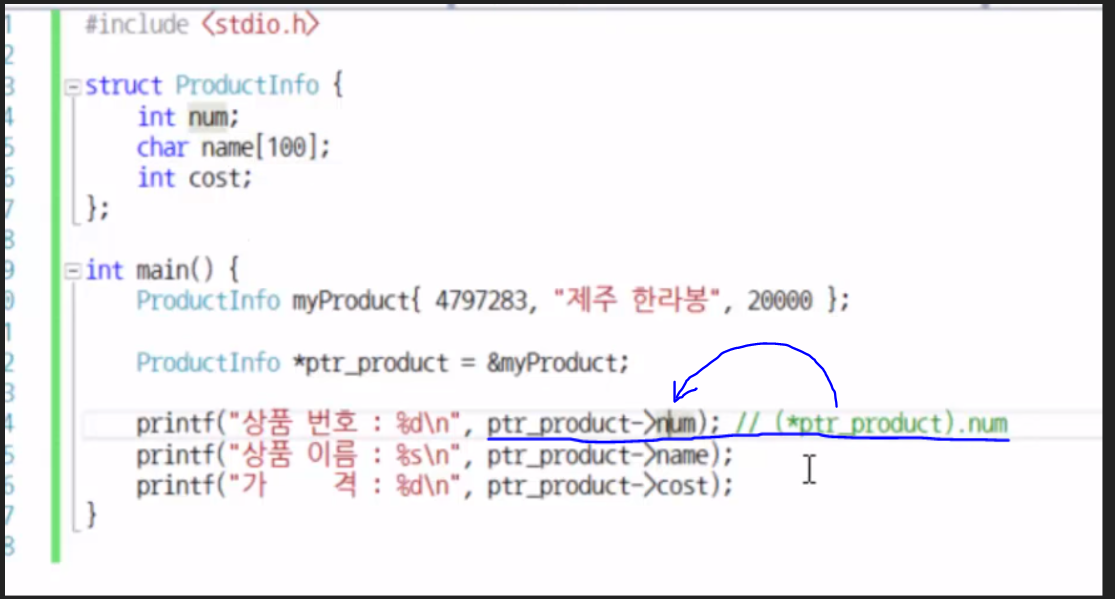 1 #include <stdio.h>
2
3 struct ProductInfo {
4 int num;
5 char name[100];
6 int cost;
7 };
8
9 int main() {
0 ProductInfo myProduct{ 4797283, "제주 한라봉", 20000 };
1
2 ProductInfo *ptr_product = &myProduct;
3
4 printf("상품 번호 : %d\n", ptr_product->num); // (*ptr_product).num
5 printf("상품 이름 : %s\n", ptr_product->name);
6 printf("가 격 : %d\n", ptr_product->cost);
7 }
8